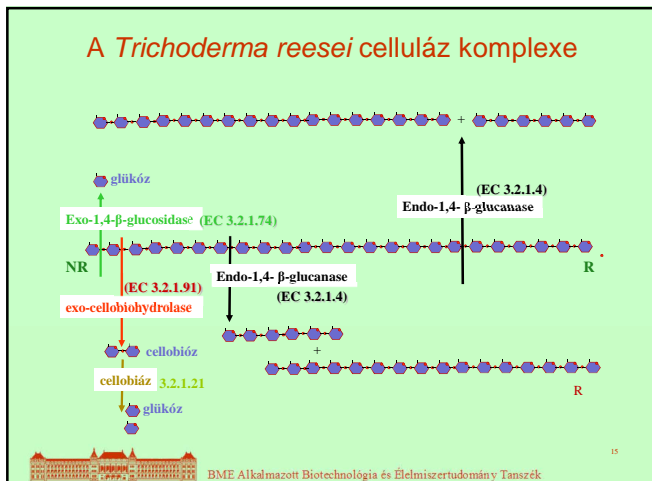 A Trichoderma reesei celluláz komplexe
+
glükóz
(EC 3.2.1.4)
Exo-1,4-β-glucosidase (EC 3.2.1.74)
Endo-1,4- β-glucanase
NR
R
Endo-1,4- β-glucanase
(EC 3.2.1.91)
(EC 3.2.1.4)
exo-cellobiohydrolase
cellobióz
+
cellobiáz 3.2.1.21
R
glükóz
15
BME Alkalmazott Biotechnológia és Élelmiszertudomány Tanszék